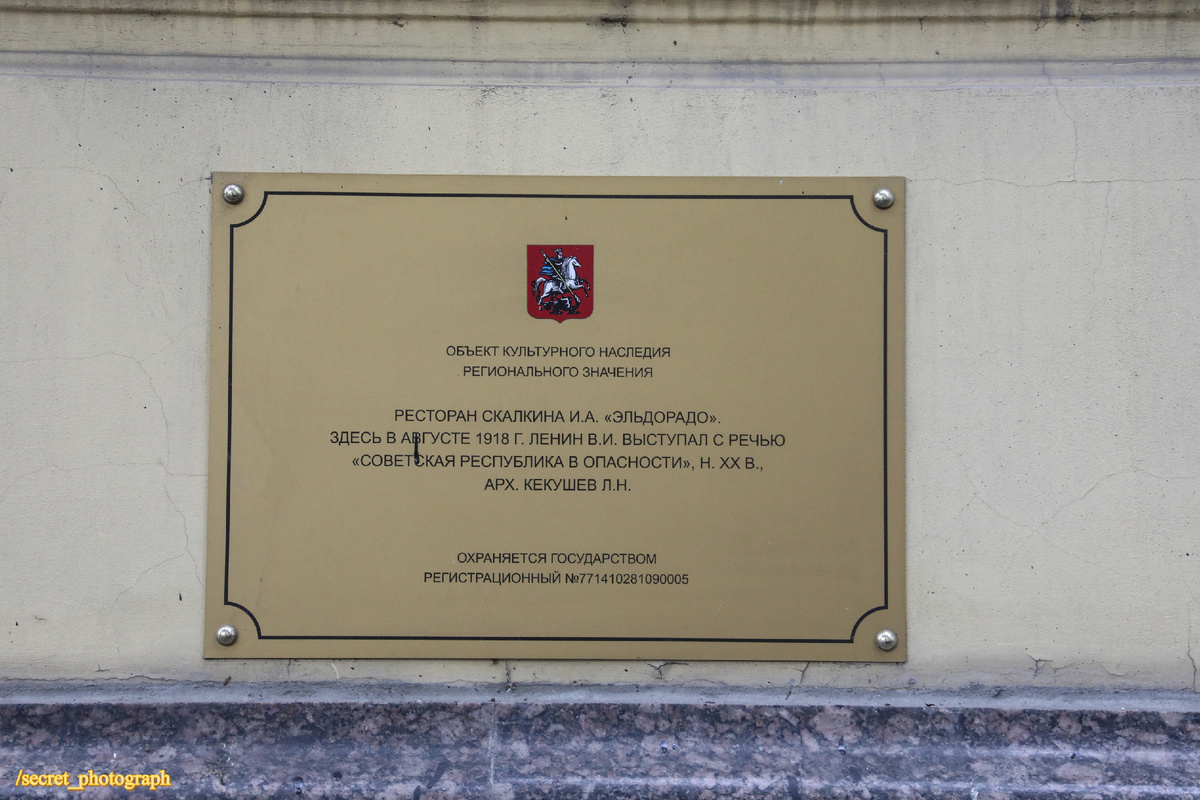 ОБЪЕКТ КУЛЬТУРНОГО НАСЛЕДИЯ
РЕГИОНАЛЬНОГО ЗНАЧЕНИЯ
РЕСТОРАН СКАЛКИНА И.А. «ЭЛЬДОРАДО».
ЗДЕСЬ В АВГУСТЕ 1918 Г. ЛЕНИН В.И. ВЫСТУПАЛ С РЕЧЬЮ
«СОВЕТСКАЯ РЕСПУБЛИКА В ОПАСНОСТИ», Н. XX В.,
АРХ. КЕКУШЕВ Л.Н.
ОХРАНЯЕТСЯ ГОСУДАРСТВОМ
РЕГИСТРАЦИОННЫЙ №771410281090005
/secret_photograph